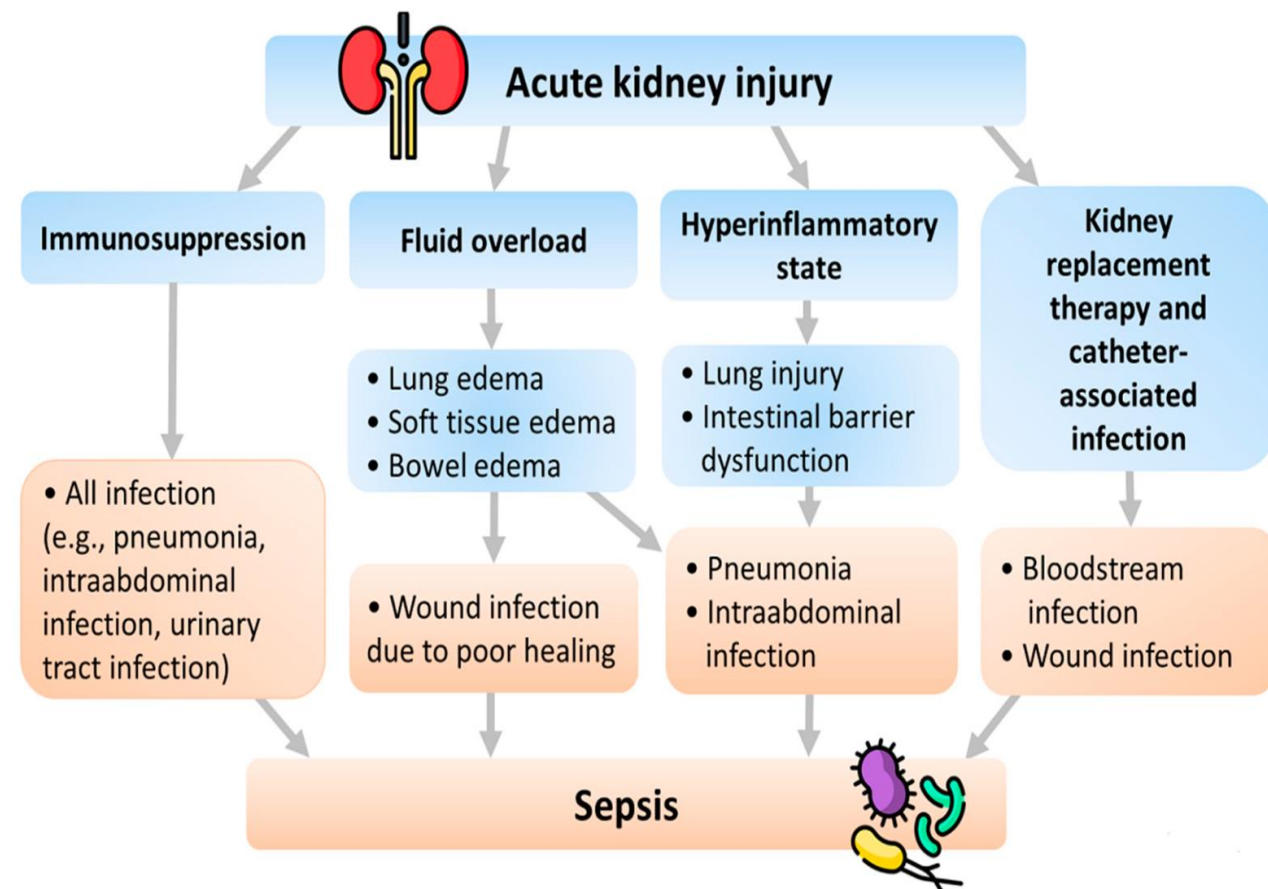 Acute kidney injury
Immunosuppression
Fluid overload
Hyperinflammatory
state
Kidney
replacement
therapy and
catheter-
associated
infection
• Lung edema
• Soft tissue edema
• Bowel edema
• Lung injury
• Intestinal barrier
dysfunction
• All infection
(e.g., pneumonia,
intraabdominal
infection, urinary
tract infection)
• Wound infection
due to poor healing
• Pneumonia
• Intraabdominal
infection
• Bloodstream
infection
• Wound infection
Sepsis